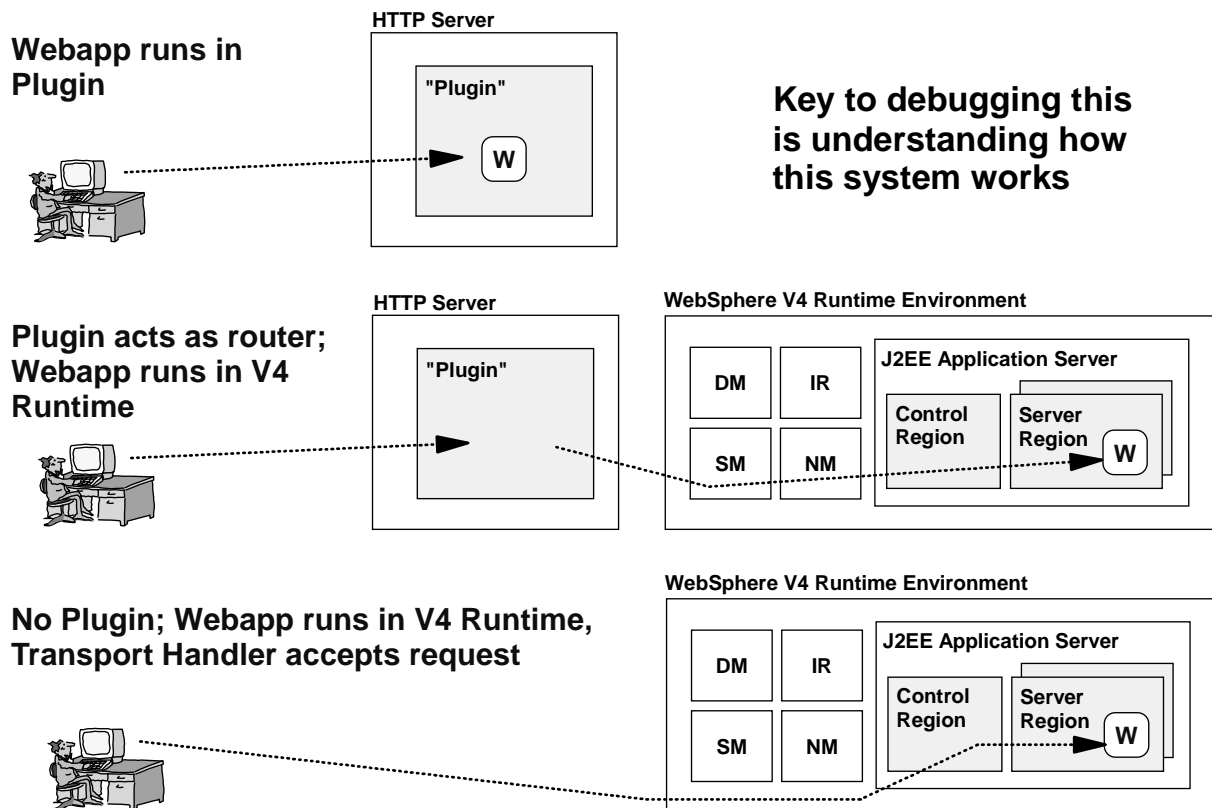 HTTP Server
Webapp runs in
Plugin
"Plugin"
W
Key to debugging this
is understanding how
this system works
HTTP Server
WebSphere V4 Runtime Environment
Plugin acts as router;
Webapp runs in V4
Runtime
"Plugin"
J2EE Application Server
DM
IR
Control
Region
Server
Region
W
SM
NM
WebSphere V4 Runtime Environment
No Plugin; Webapp runs in V4 Runtime,
Transport Handler accepts request
J2EE Application Server
DM
IR
Control
Region
Server
Region
W
SM
NM